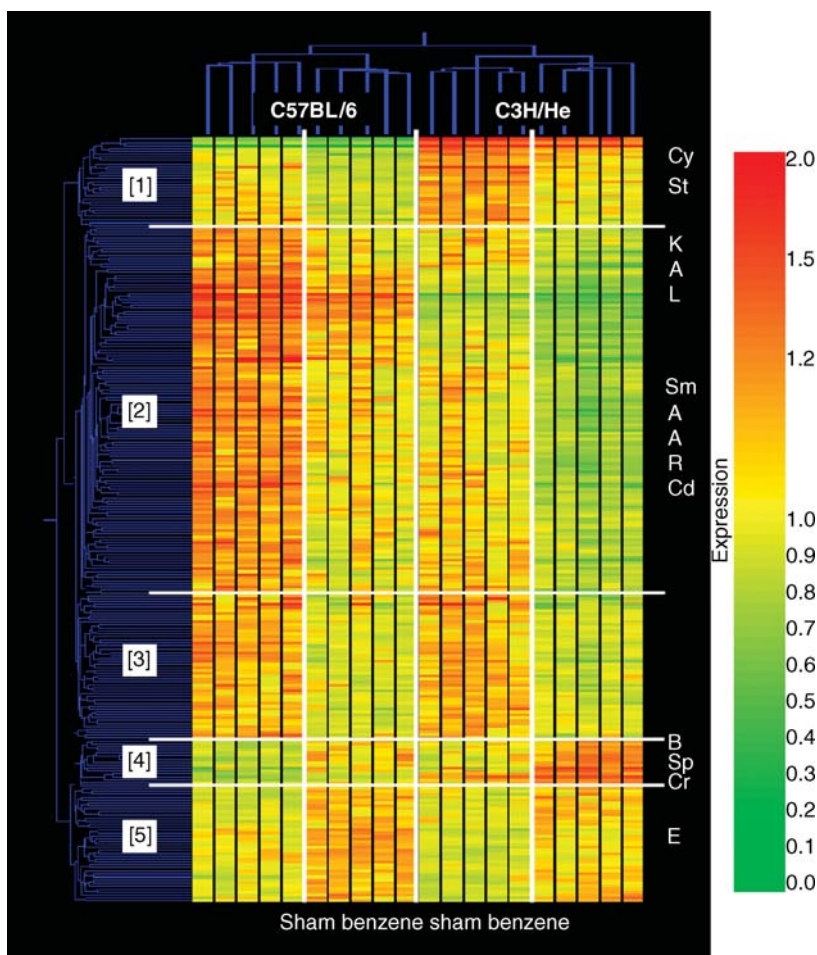 C57BL/6 C3H/He
[1]
[2]
[3]
[4]
[5]
Cy
St
K
A
L
Sm
A
A
R
Cd
B
Sp
Cr
E
Sham benzene sham benzene
Expression
2.0
1.5
1.2
1.0
0.9
0.8
0.7
0.6
0.5
0.4
0.3
0.2
0.1
0.0